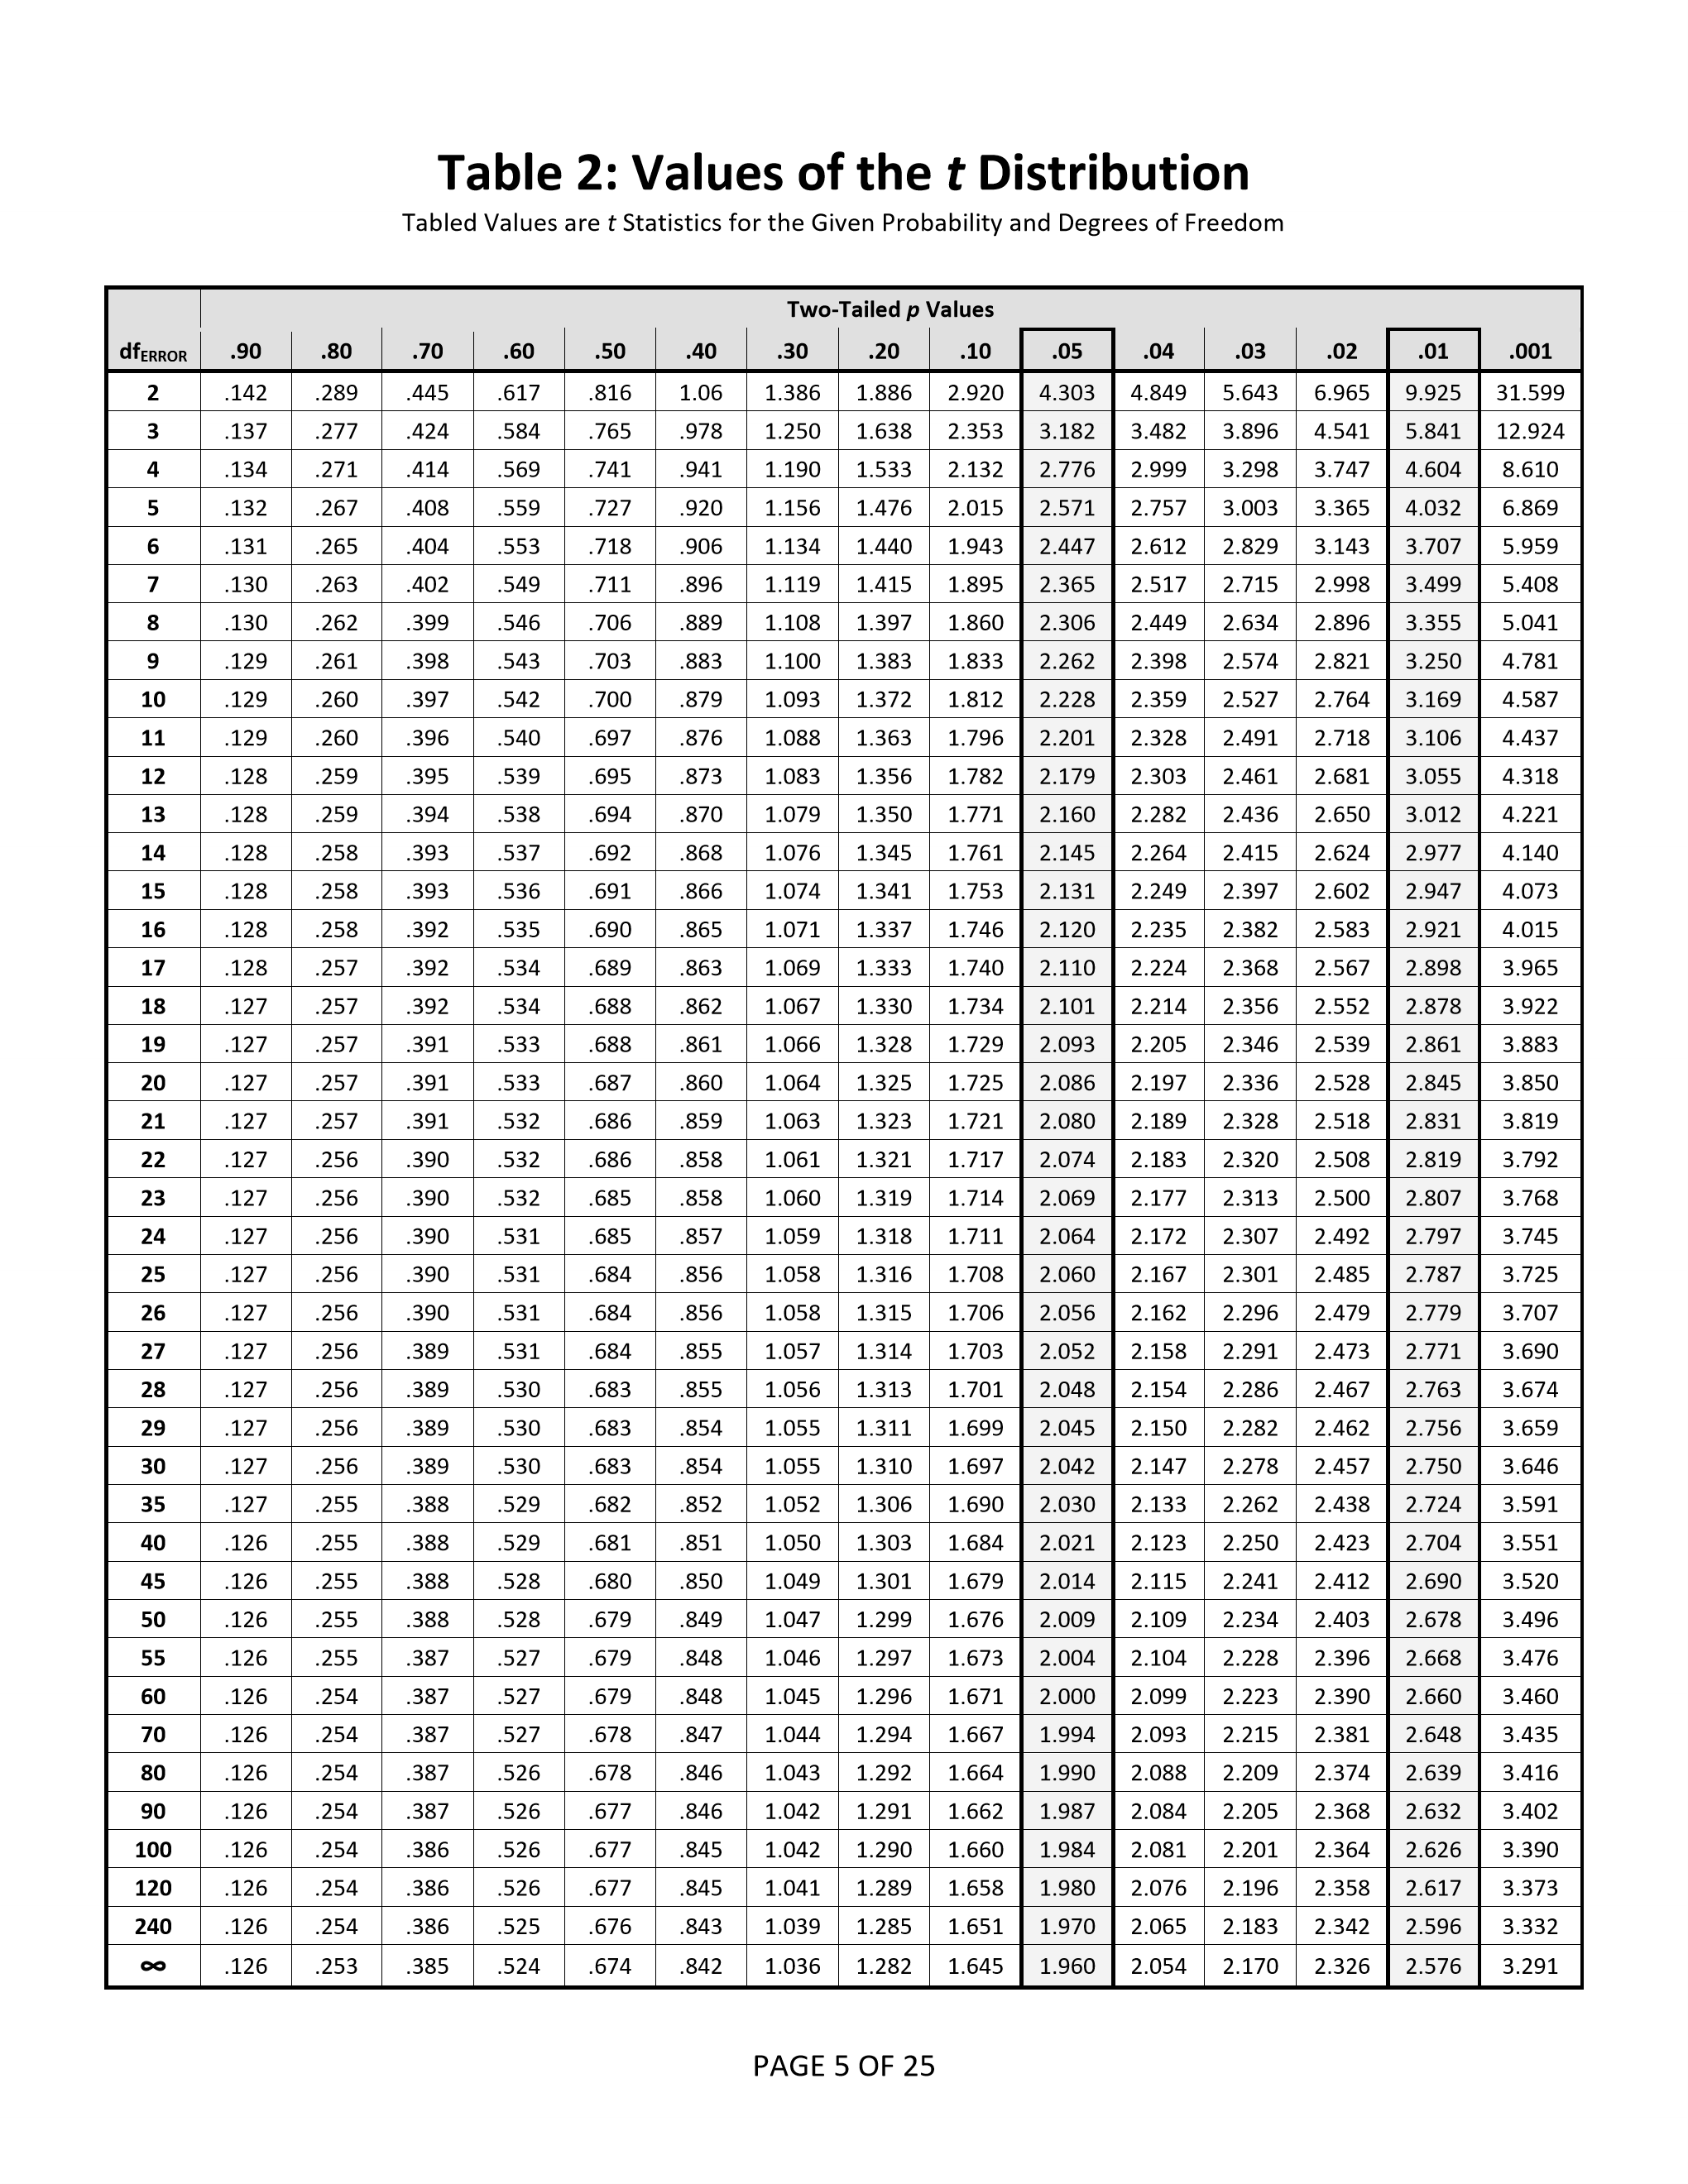 Table 2: Values of the t Distribution
Tabled Values are t Statistics for the Given Probability and Degrees of Freedom
Two-Tailed p Values
dfERROR .90 .80 .70 .60 .50 .40 .30 .20 .10 .05 .04 .03 .02 .01 .001
2 .142 .289 .445 .617 .816 1.06 1.386 1.886 2.920 4.303 4.849 5.643 6.965 9.925 31.599
3 .137 .277 .424 .584 .765 .978 1.250 1.638 2.353 3.182 3.482 3.896 4.541 5.841 12.924
4 .134 .271 .414 .569 .741 .941 1.190 1.533 2.132 2.776 2.999 3.298 3.747 4.604 8.610
5 .132 .267 .408 .559 .727 .920 1.156 1.476 2.015 2.571 2.757 3.003 3.365 4.032 6.869
6 .131 .265 .404 .553 .718 .906 1.134 1.440 1.943 2.447 2.612 2.829 3.143 3.707 5.959
7 .130 .263 .402 .549 .711 .896 1.119 1.415 1.895 2.365 2.517 2.715 2.998 3.499 5.408
8 .130 .262 .399 .546 .706 .889 1.108 1.397 1.860 2.306 2.449 2.634 2.896 3.355 5.041
9 .129 .261 .398 .543 .703 .883 1.100 1.383 1.833 2.262 2.398 2.574 2.821 3.250 4.781
10 .129 .260 .397 .542 .700 .879 1.093 1.372 1.812 2.228 2.359 2.527 2.764 3.169 4.587
11 .129 .260 .396 .540 .697 .876 1.088 1.363 1.796 2.201 2.328 2.491 2.718 3.106 4.437
12 .128 .259 .395 .539 .695 .873 1.083 1.356 1.782 2.179 2.303 2.461 2.681 3.055 4.318
13 .128 .259 .394 .538 .694 .870 1.079 1.350 1.771 2.160 2.282 2.436 2.650 3.012 4.221
14 .128 .258 .393 .537 .692 .868 1.076 1.345 1.761 2.145 2.264 2.415 2.624 2.977 4.140
15 .128 .258 .393 .536 .691 .866 1.074 1.341 1.753 2.131 2.249 2.397 2.602 2.947 4.073
16 .128 .258 .392 .535 .690 .865 1.071 1.337 1.746 2.120 2.235 2.382 2.583 2.921 4.015
17 .128 .257 .392 .534 .689 .863 1.069 1.333 1.740 2.110 2.224 2.368 2.567 2.898 3.965
18 .127 .257 .392 .534 .688 .862 1.067 1.330 1.734 2.101 2.214 2.356 2.552 2.878 3.922
19 .127 .257 .391 .533 .688 .861 1.066 1.328 1.729 2.093 2.205 2.346 2.539 2.861 3.883
20 .127 .257 .391 .533 .687 .860 1.064 1.325 1.725 2.086 2.197 2.336 2.528 2.845 3.850
21 .127 .257 .391 .532 .686 .859 1.063 1.323 1.721 2.080 2.189 2.328 2.518 2.831 3.819
22 .127 .256 .390 .532 .686 .858 1.061 1.321 1.717 2.074 2.183 2.320 2.508 2.819 3.792
23 .127 .256 .390 .532 .685 .858 1.060 1.319 1.714 2.069 2.177 2.313 2.500 2.807 3.768
24 .127 .256 .390 .531 .685 .857 1.059 1.318 1.711 2.064 2.172 2.307 2.492 2.797 3.745
25 .127 .256 .390 .531 .684 .856 1.058 1.316 1.708 2.060 2.167 2.301 2.485 2.787 3.725
26 .127 .256 .390 .531 .684 .856 1.058 1.315 1.706 2.056 2.162 2.296 2.479 2.779 3.707
27 .127 .256 .389 .531 .684 .855 1.057 1.314 1.703 2.052 2.158 2.291 2.473 2.771 3.690
28 .127 .256 .389 .530 .683 .855 1.056 1.313 1.701 2.048 2.154 2.286 2.467 2.763 3.674
29 .127 .256 .389 .530 .683 .854 1.055 1.311 1.699 2.045 2.150 2.282 2.462 2.756 3.659
30 .127 .256 .389 .530 .683 .854 1.055 1.310 1.697 2.042 2.147 2.278 2.457 2.750 3.646
35 .127 .255 .388 .529 .682 .852 1.052 1.306 1.690 2.030 2.133 2.262 2.438 2.724 3.591
40 .126 .255 .388 .529 .681 .851 1.050 1.303 1.684 2.021 2.123 2.250 2.423 2.704 3.551
45 .126 .255 .388 .528 .680 .850 1.049 1.301 1.679 2.014 2.115 2.241 2.412 2.690 3.520
50 .126 .255 .388 .528 .679 .849 1.047 1.299 1.676 2.009 2.109 2.234 2.403 2.678 3.496
55 .126 .255 .387 .527 .679 .848 1.046 1.297 1.673 2.004 2.104 2.228 2.396 2.668 3.476
60 .126 .254 .387 .527 .679 .848 1.045 1.296 1.671 2.000 2.099 2.223 2.390 2.660 3.460
70 .126 .254 .387 .527 .678 .847 1.044 1.294 1.667 1.994 2.093 2.215 2.381 2.648 3.435
80 .126 .254 .387 .526 .678 .846 1.043 1.292 1.664 1.990 2.088 2.209 2.374 2.639 3.416
90 .126 .254 .387 .526 .677 .846 1.042 1.291 1.662 1.987 2.084 2.205 2.368 2.632 3.402
100 .126 .254 .386 .526 .677 .845 1.042 1.290 1.660 1.984 2.081 2.201 2.364 2.626 3.390
120 .126 .254 .386 .526 .677 .845 1.041 1.289 1.658 1.980 2.076 2.196 2.358 2.617 3.373
240 .126 .254 .386 .525 .676 .843 1.039 1.285 1.651 1.970 2.065 2.183 2.342 2.596 3.332
∞ .126 .253 .385 .524 .674 .842 1.036 1.282 1.645 1.960 2.054 2.170 2.326 2.576 3.291
PAGE 5 OF 25